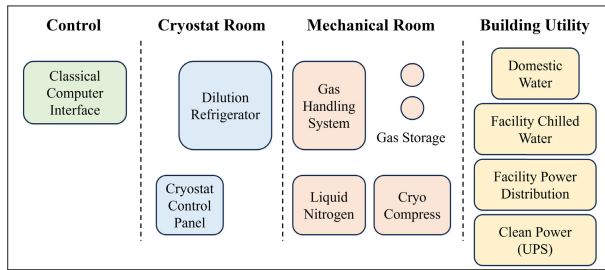 Control
Classical
Computer
Interface
Cryostat Room
Dilution
Refrigerator
Cryostat
Control
Panel
Mechanical Room
Gas
Handling
System
Gas Storage
Liquid
Nitrogen
Cryo
Compress
Building Utility
Domestic
Water
Facility Chilled
Water
Facility Power
Distribution
Clean Power
(UPS)